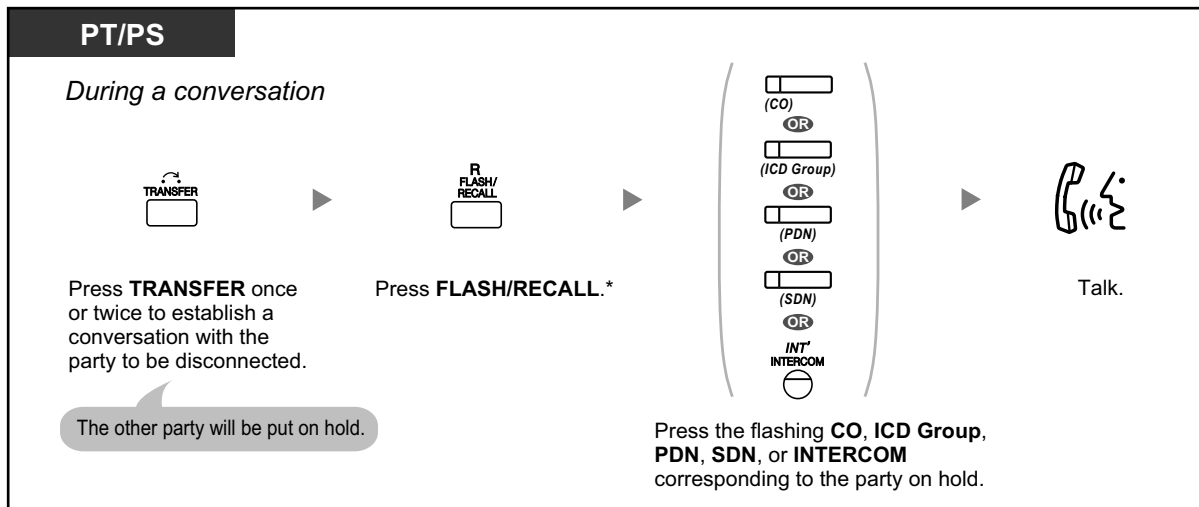 PT/PS
During a conversation
TRANSFER
Press TRANSFER once
or twice to establish a
conversation with the
party to be disconnected.
The other party will be put on hold.
R
FLASH/
RECALL
Press FLASH/RECALL.*
(CO)
OR
(ICD Group)
OR
(PDN)
OR
(SDN)
OR
INT'
INTERCOM
Press the flashing CO, ICD Group,
PDN, SDN, or INTERCOM
corresponding to the party on hold.
Talk.